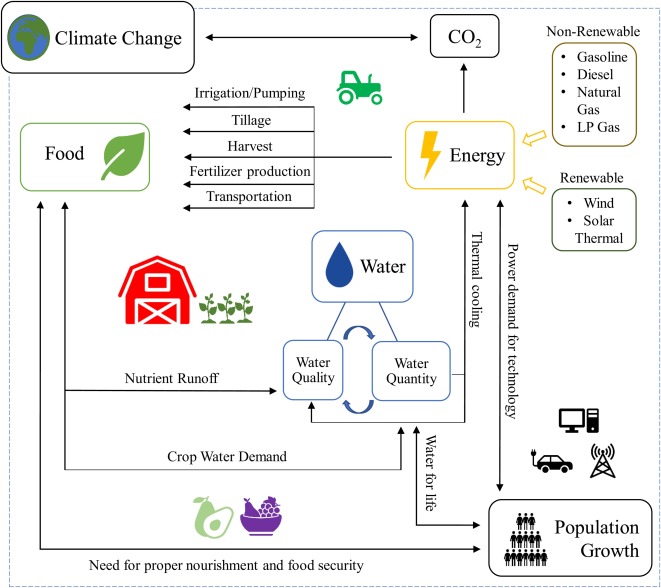 Climate Change
CO2
Non-Renewable
• Gasoline
• Diesel
• Natural
Gas
• LP Gas
Irrigation/Pumping
Tillage
Harvest
Fertilizer production
Transportation
Food
Energy
Renewable
• Wind
• Solar
Thermal
Water
Thermal cooling
Power demand for technology
Water
Quality
Water
Quantity
Nutrient Runoff
Crop Water Demand
Water for life
Population
Growth
Need for proper nourishment and food security